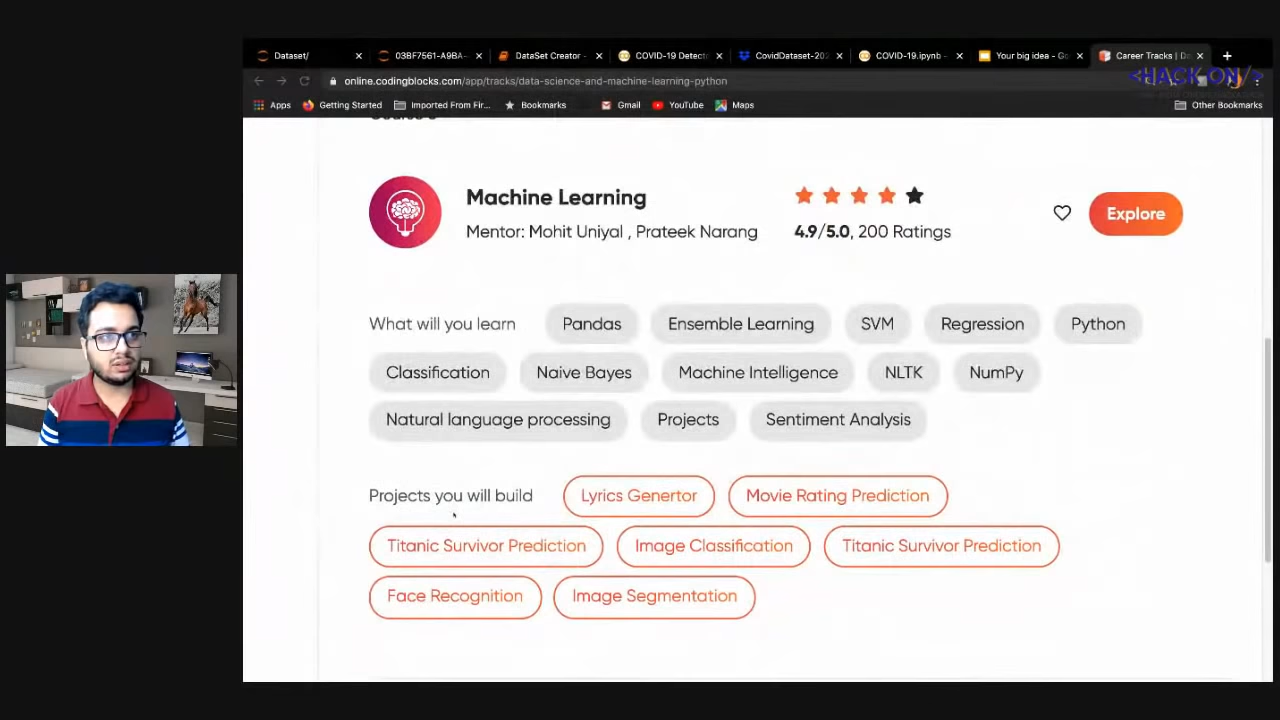 Dataset/ 03BF7561-A9BA- DataSet Creator - COVID-19 Detect CovidDataset-202 COVID-19.ipynb - Your big idea - Go Career Tracks | Da
online.codingblocks.com/app/tracks/data-science-and-machine-learning-python
<HACK ON/>
Apps Getting Started Imported From Fir... Bookmarks Gmail YouTube Maps Other Bookmarks
Machine Learning
Mentor: Mohit Uniyal , Prateek Narang
4.9/5.0, 200 Ratings
Explore
What will you learn Pandas Ensemble Learning SVM Regression Python
Classification Naive Bayes Machine Intelligence NLTK NumPy
Natural language processing Projects Sentiment Analysis
Projects you will build Lyrics Genertor Movie Rating Prediction
Titanic Survivor Prediction Image Classification Titanic Survivor Prediction
Face Recognition Image Segmentation